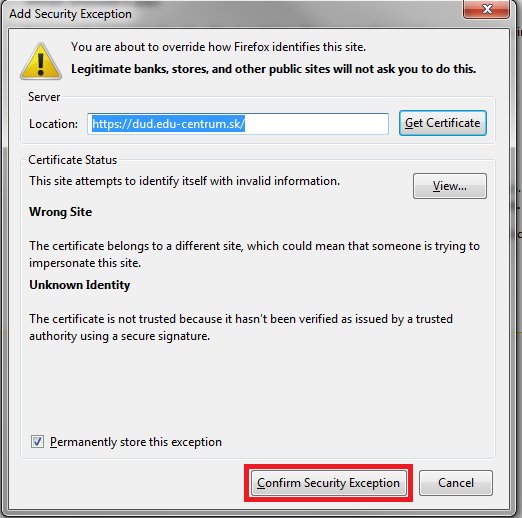 Add Security Exception
You are about to override how Firefox identifies this site.
Legitimate banks, stores, and other public sites will not ask you to do this.
Server
Location: https://dud.edu-centrum.sk/ Get Certificate
Certificate Status
This site attempts to identify itself with invalid information.
View...
Wrong Site
The certificate belongs to a different site, which could mean that someone is trying to
impersonate this site.
Unknown Identity
The certificate is not trusted because it hasn't been verified as issued by a trusted
authority using a secure signature.
Permanently store this exception
Confirm Security Exception Cancel